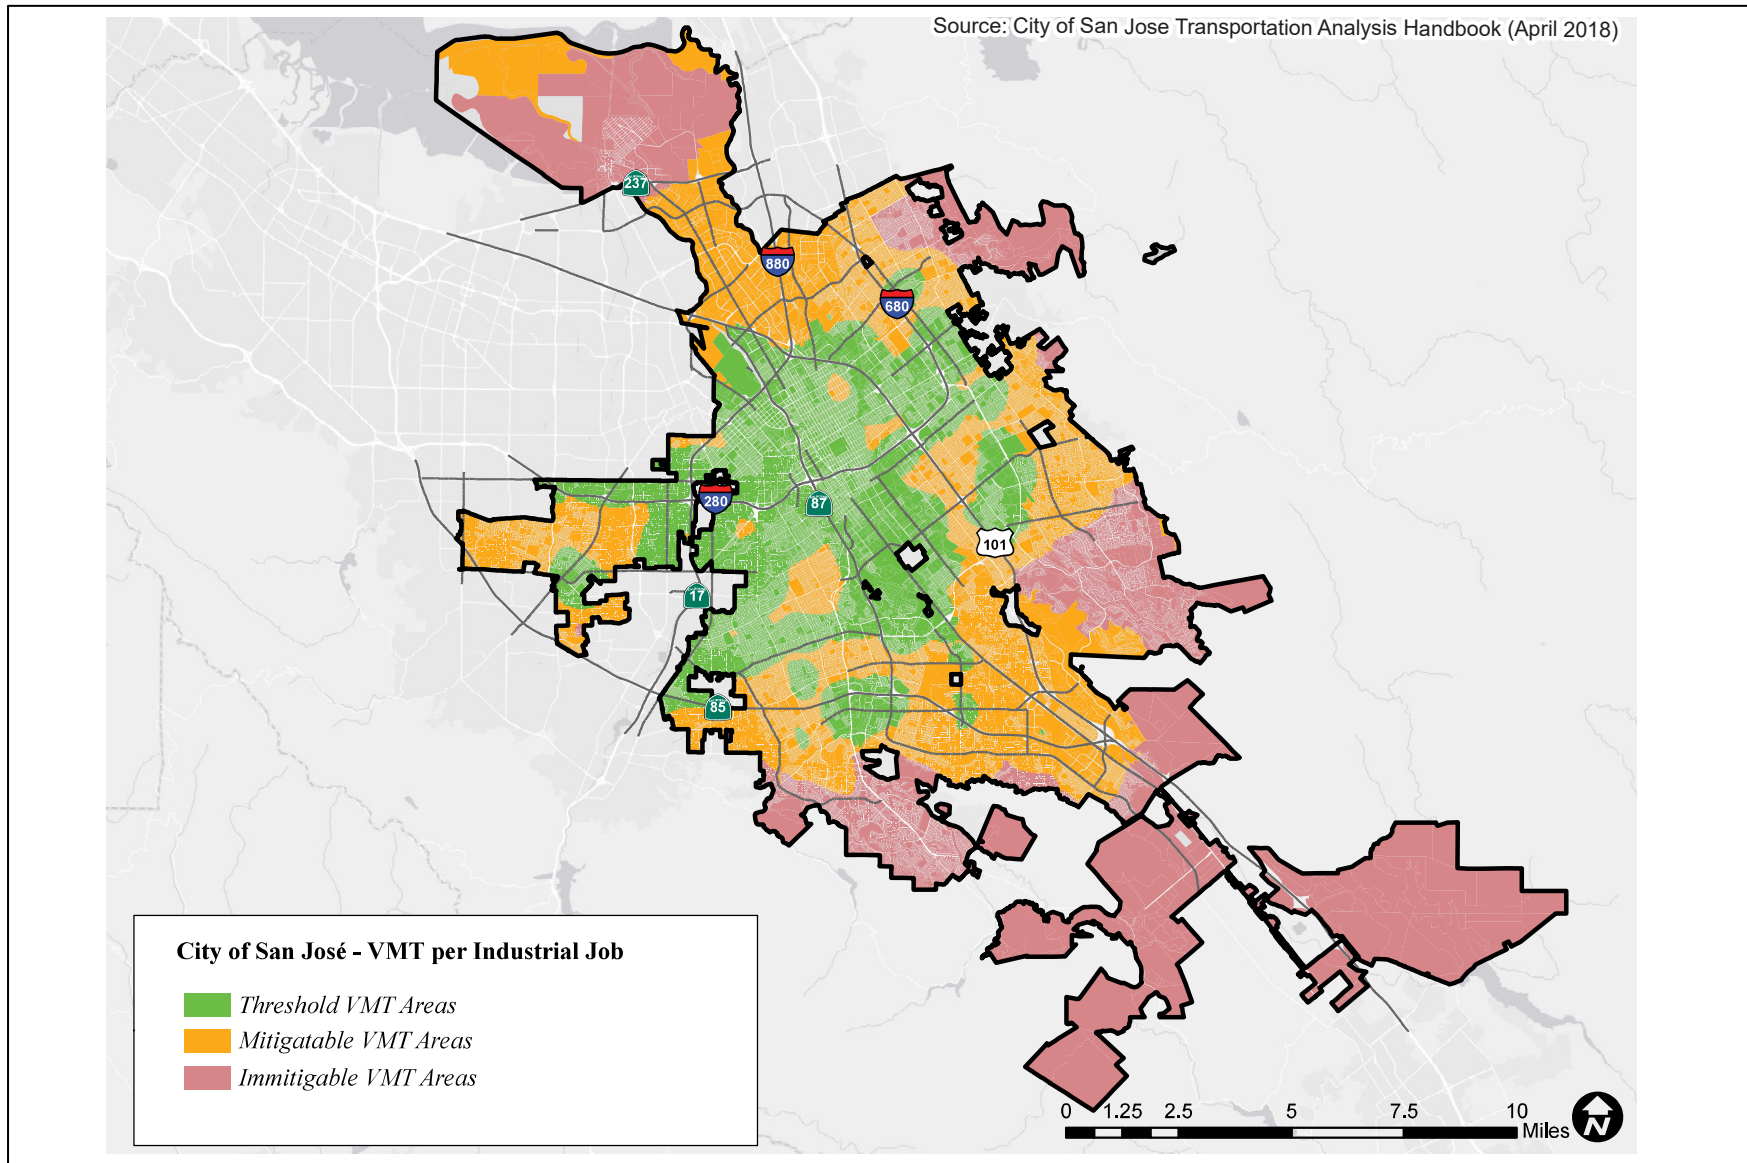 Source: City of San Jose Transportation Analysis Handbook (April 2018)
237
880
680
280
87
101
17
85
City of San José - VMT per Industrial Job
Threshold VMT Areas
Mitigatable VMT Areas
Immitigable VMT Areas
0 1.25 2.5 5 7.5 10
Miles
N